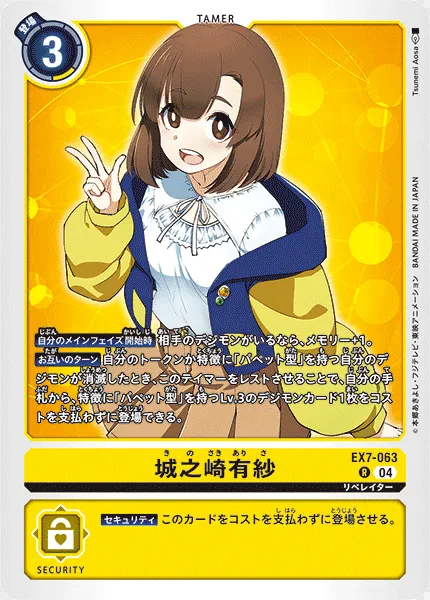 TAMER
登場
3
Tsunemi Aosa
©本郷あきよし・フジテレビ・東映アニメーション BANDAI MADE IN JAPAN
自分のメインフェイズ開始時 相手のデジモンがいるなら、メモリー+1。
お互いのターン 自分のトークンか特徴に「パペット型」を持つ自分のデ
ジモンが消滅したとき、このテイマーをレストさせることで、自分の手
札から、特徴に「パペット型」を持つLv.3のデジモンカード1枚をコス
トを支払わずに登場できる。
城之崎有紗
きのさきありさ
EX7-063
R 04
リベレイター
セキュリティ このカードをコストを支払わずに登場させる。
SECURITY